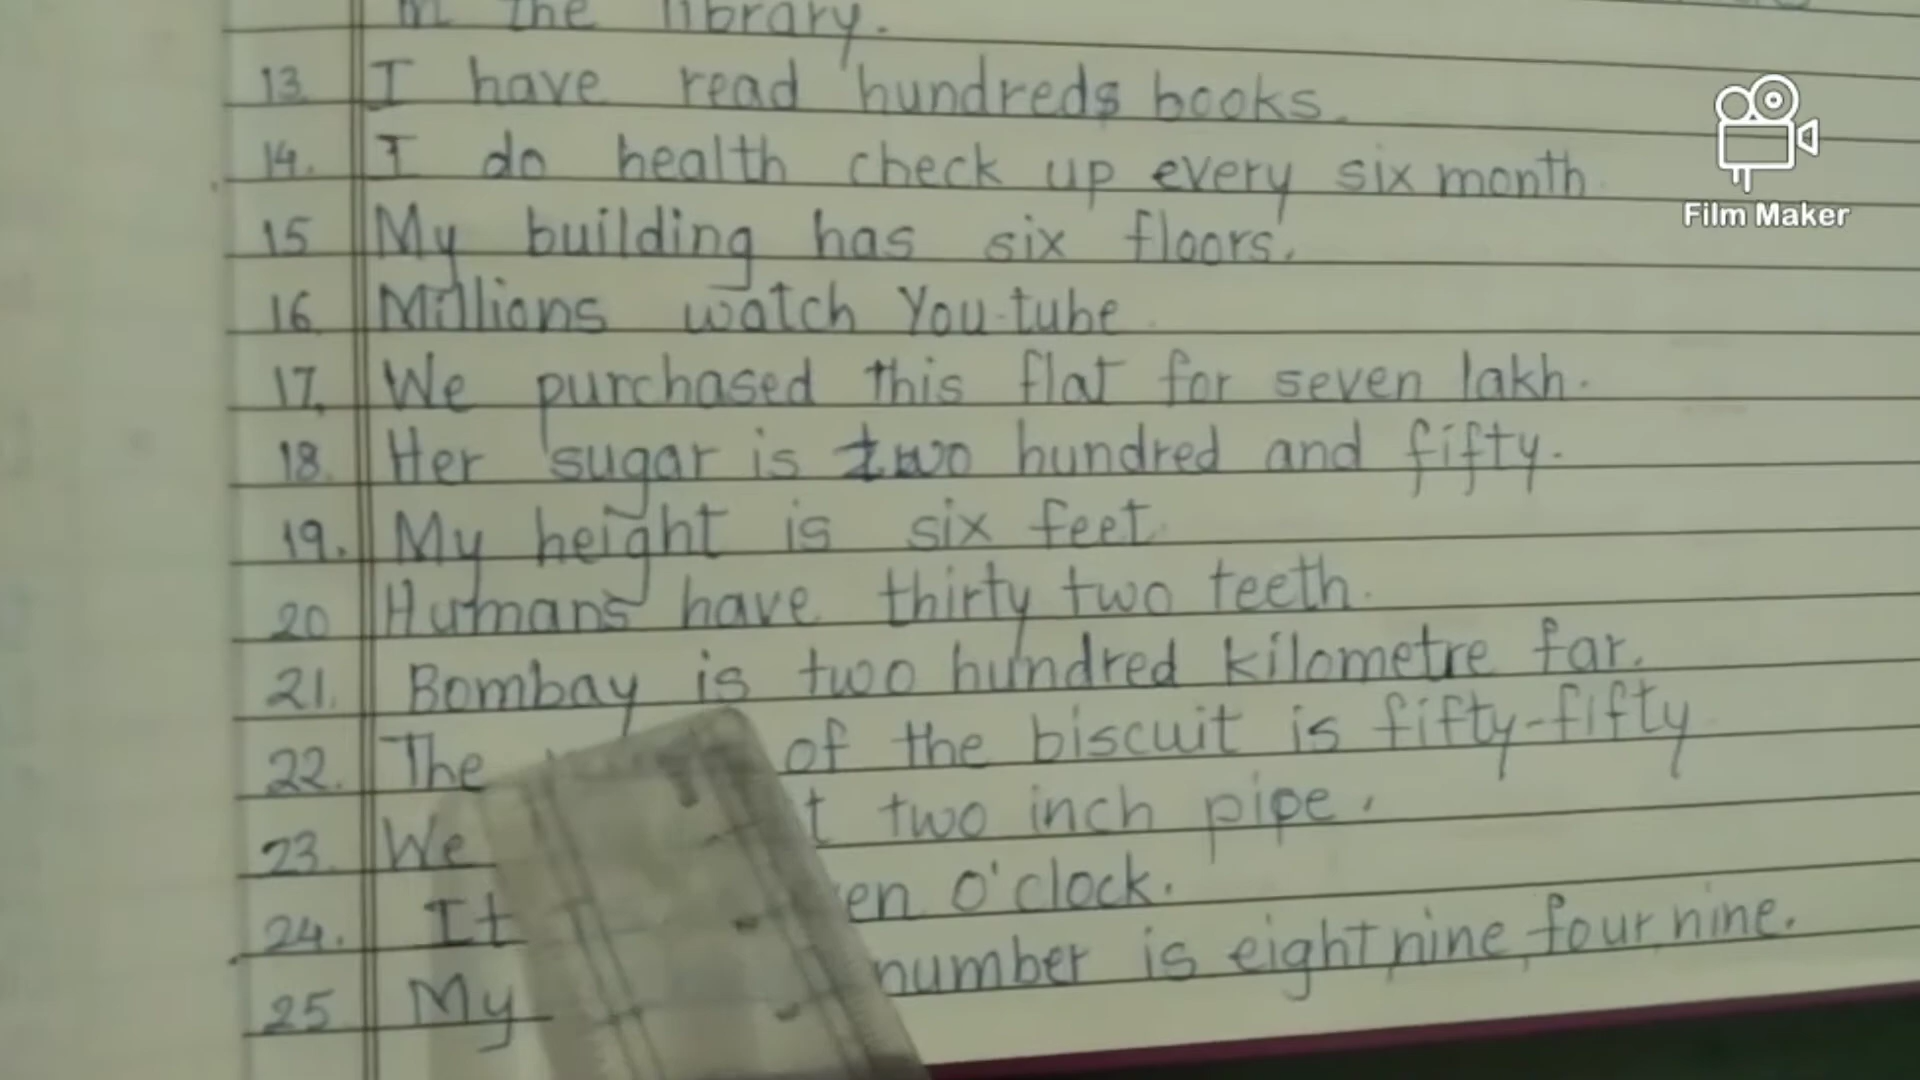 in the library.
13. I have read hundreds books.
14. I do health check up every six month
15 My building has six floors.
16 Millions watch You-tube
17. We purchased this flat for seven lakh.
18. Her sugar is two hundred and fifty.
19. My height is six feet
20 Humans have thirty two teeth.
21. Bombay is two hundred kilometre far.
22. The of the biscuit is fifty-fifty
23. We two inch pipe.
24. It o'clock.
25 My number is eight nine four nine.
Film Maker